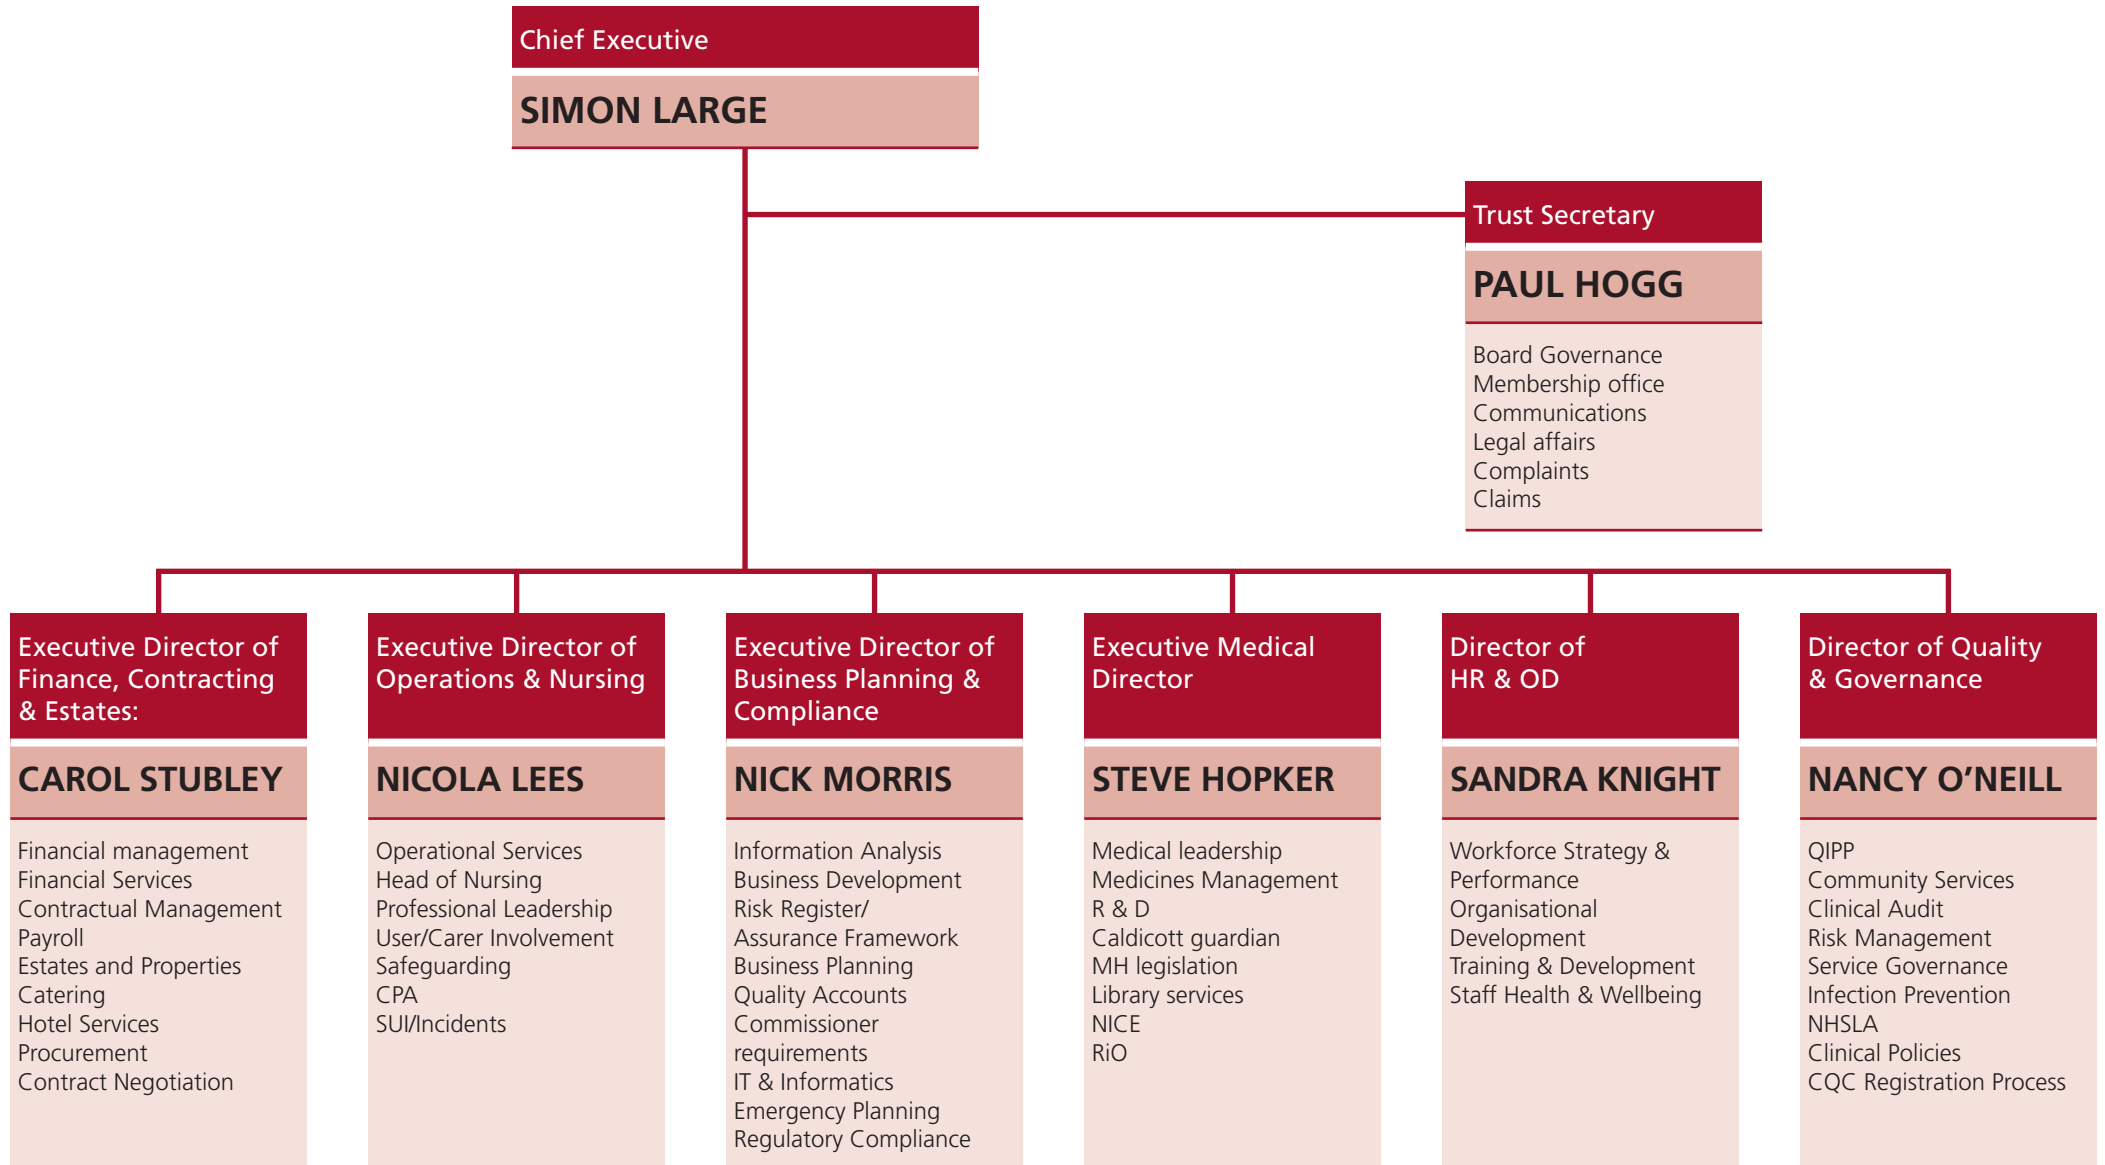 Chief Executive
SIMON LARGE
Trust Secretary
PAUL HOGG
Board Governance
Membership office
Communications
Legal affairs
Complaints
Claims
Executive Director of
Finance, Contracting
& Estates:
CAROL STUBLEY
Financial management
Financial Services
Contractual Management
Payroll
Estates and Properties
Catering
Hotel Services
Procurement
Contract Negotiation
Executive Director of
Operations & Nursing
NICOLA LEES
Operational Services
Head of Nursing
Professional Leadership
User/Carer Involvement
Safeguarding
CPA
SUI/Incidents
Executive Director of
Business Planning &
Compliance
NICK MORRIS
Information Analysis
Business Development
Risk Register/
Assurance Framework
Business Planning
Quality Accounts
Commissioner
requirements
IT & Informatics
Emergency Planning
Regulatory Compliance
Executive Medical
Director
STEVE HOPKER
Medical leadership
Medicines Management
R & D
Caldicott guardian
MH legislation
Library services
NICE
RiO
Director of
HR & OD
SANDRA KNIGHT
Workforce Strategy &
Performance
Organisational
Development
Training & Development
Staff Health & Wellbeing
Director of Quality
& Governance
NANCY O’NEILL
QIPP
Community Services
Clinical Audit
Risk Management
Service Governance
Infection Prevention
NHSLA
Clinical Policies
CQC Registration Process